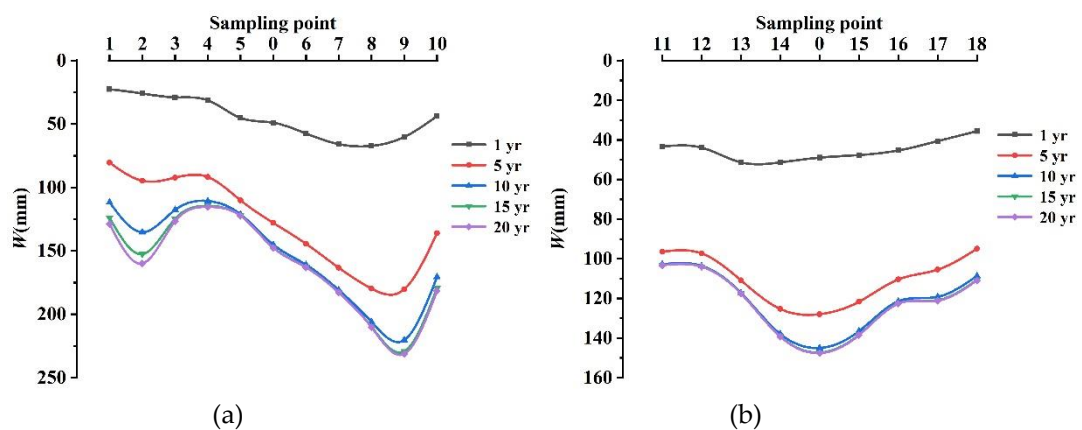 Sampling point
1 2 3 4 5 0 6 7 8 9 10
0
50
100
150
200
250
W(mm)
1 yr
5 yr
10 yr
15 yr
20 yr
(a)
Sampling point
11 12 13 14 0 15 16 17 18
0
20
40
60
80
100
120
140
160
W(mm)
1 yr
5 yr
10 yr
15 yr
20 yr
(b)